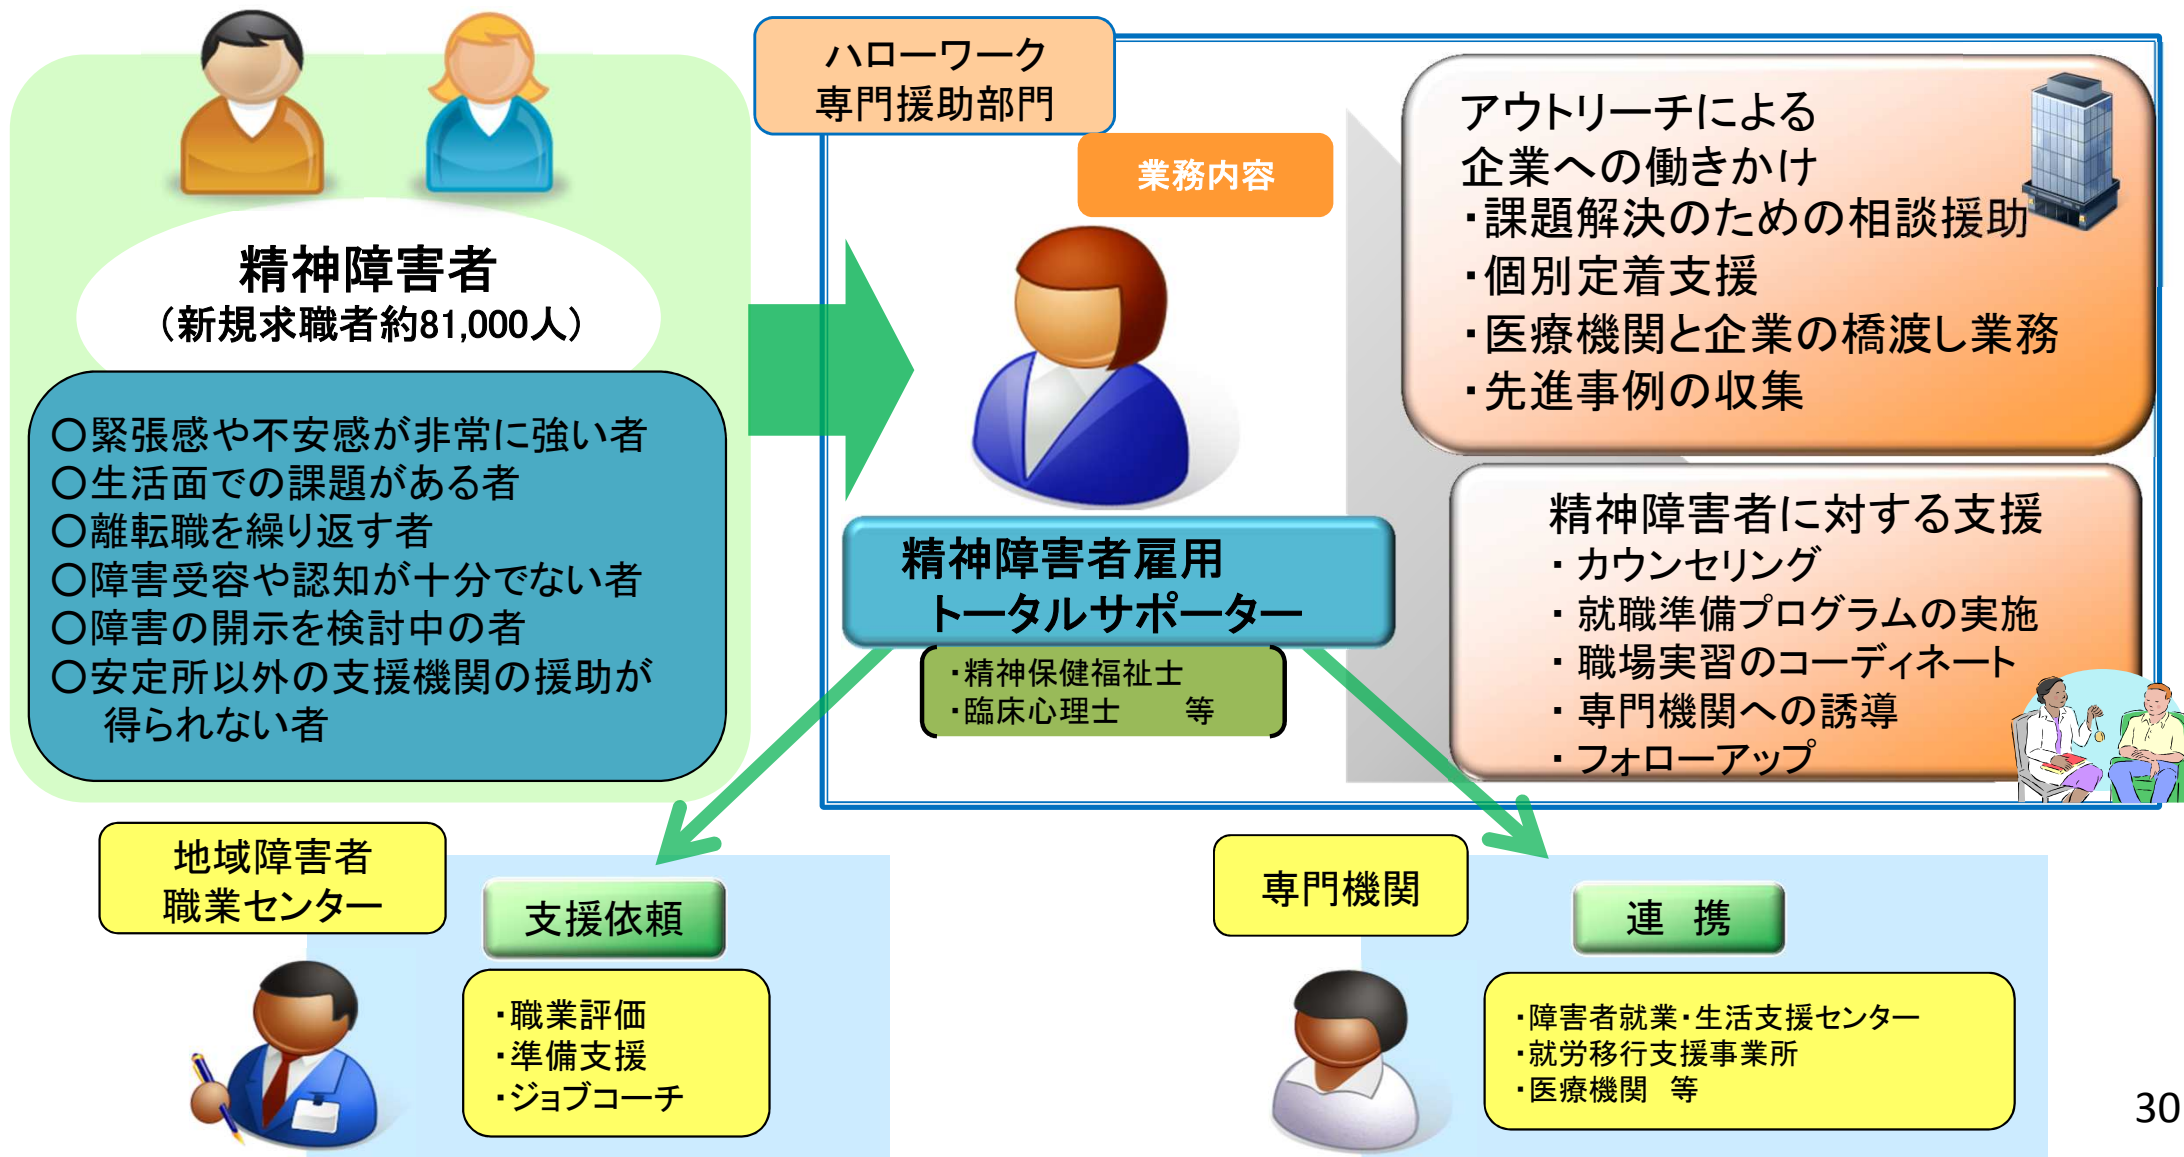 精神障害者
(新規求職者約81,000人)
○緊張感や不安感が非常に強い者
○生活面での課題がある者
○離転職を繰り返す者
○障害受容や認知が十分でない者
○障害の開示を検討中の者
○安定所以外の支援機関の援助が
得られない者
ハローワーク
専門援助部門
業務内容
精神障害者雇用
トータルサポーター
・精神保健福祉士
・臨床心理士　　等
アウトリーチによる
企業への働きかけ
・課題解決のための相談援助
・個別定着支援
・医療機関と企業の橋渡し業務
・先進事例の収集
精神障害者に対する支援
・カウンセリング
・就職準備プログラムの実施
・職場実習のコーディネート
・専門機関への誘導
・フォローアップ
地域障害者
職業センター
支援依頼
・職業評価
・準備支援
・ジョブコーチ
専門機関
連　携
・障害者就業・生活支援センター
・就労移行支援事業所
・医療機関　等
30